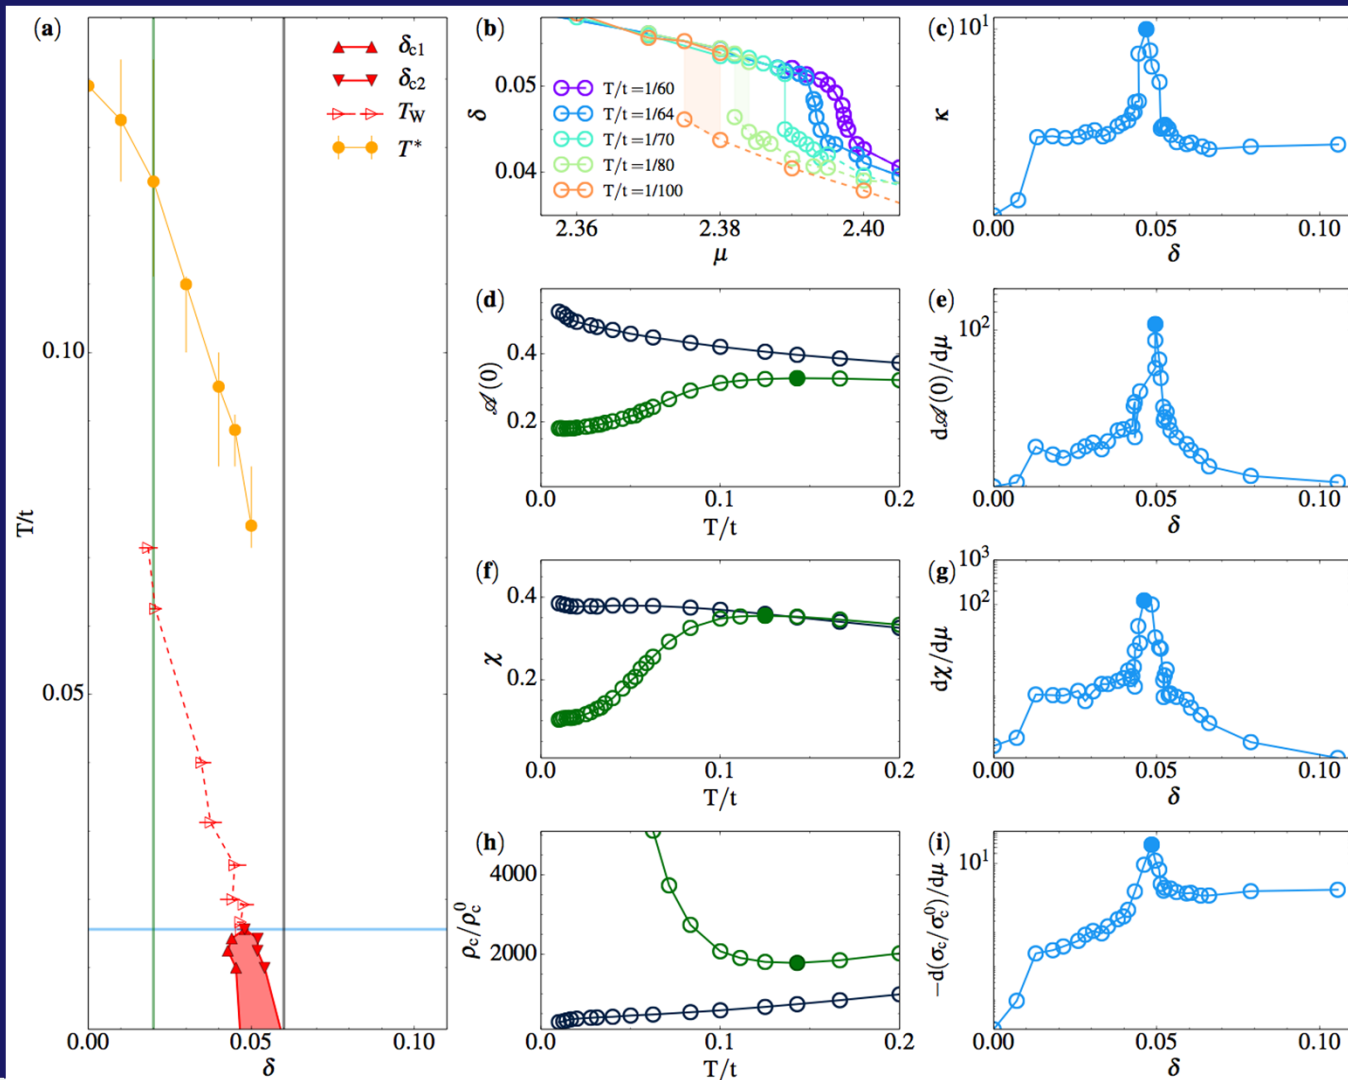 (a)
δc1
δc2
TW
T*
T/t
0.10
0.05
0.00
0.05
0.10
δ
(b)
δ
0.05
0.04
T/t=1/60
T/t=1/64
T/t=1/70
T/t=1/80
T/t=1/100
2.36
2.38
2.40
μ
(c)
10¹
κ
0.00
0.05
0.10
δ
(d)
𝒜(0)
0.4
0.2
0.0
0.1
0.2
T/t
(e)
10²
d𝒜(0)/dμ
0.00
0.05
0.10
δ
(f)
χ
0.4
0.2
0.0
0.1
0.2
T/t
(g)
10³
10²
dχ/dμ
0.00
0.05
0.10
δ
(h)
ρc/ρc⁰
4000
2000
0.0
0.1
0.2
T/t
(i)
10¹
−d(σc/σc⁰)/dμ
0.00
0.05
0.10
δ